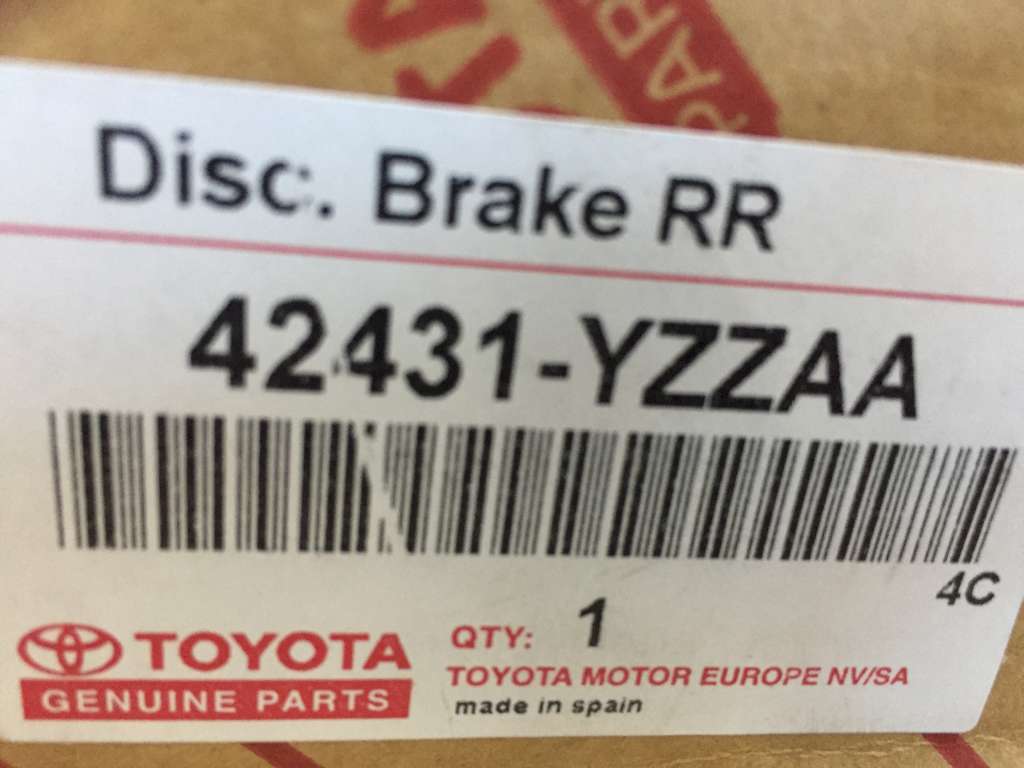 PAR
Disc. Brake RR
42431-YZZAA
4C
QTY: 1
TOYOTA
TOYOTA MOTOR EUROPE NV/SA
GENUINE PARTS
made in spain